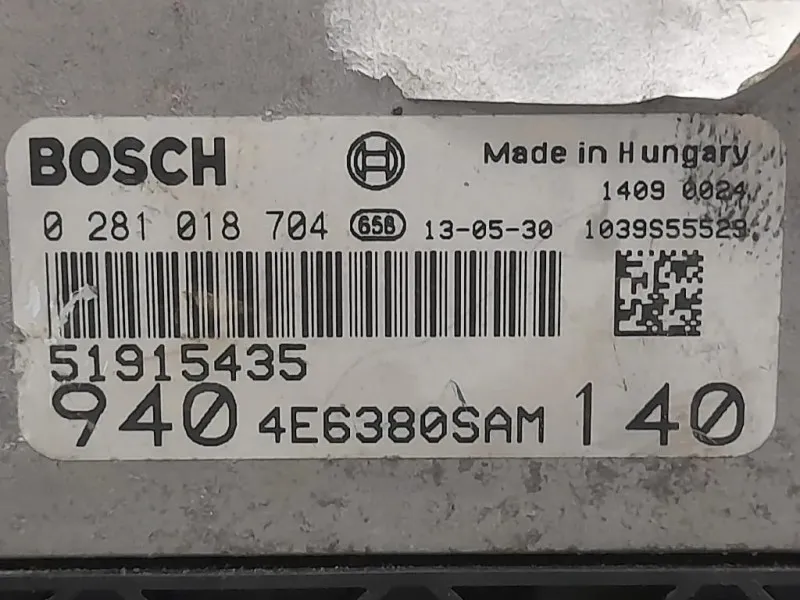 BOSCH
Made in Hungary
1409 0024
0 281 018 704 658 13-05-30 1039S55529
51915435
940 4E6380SAM 140